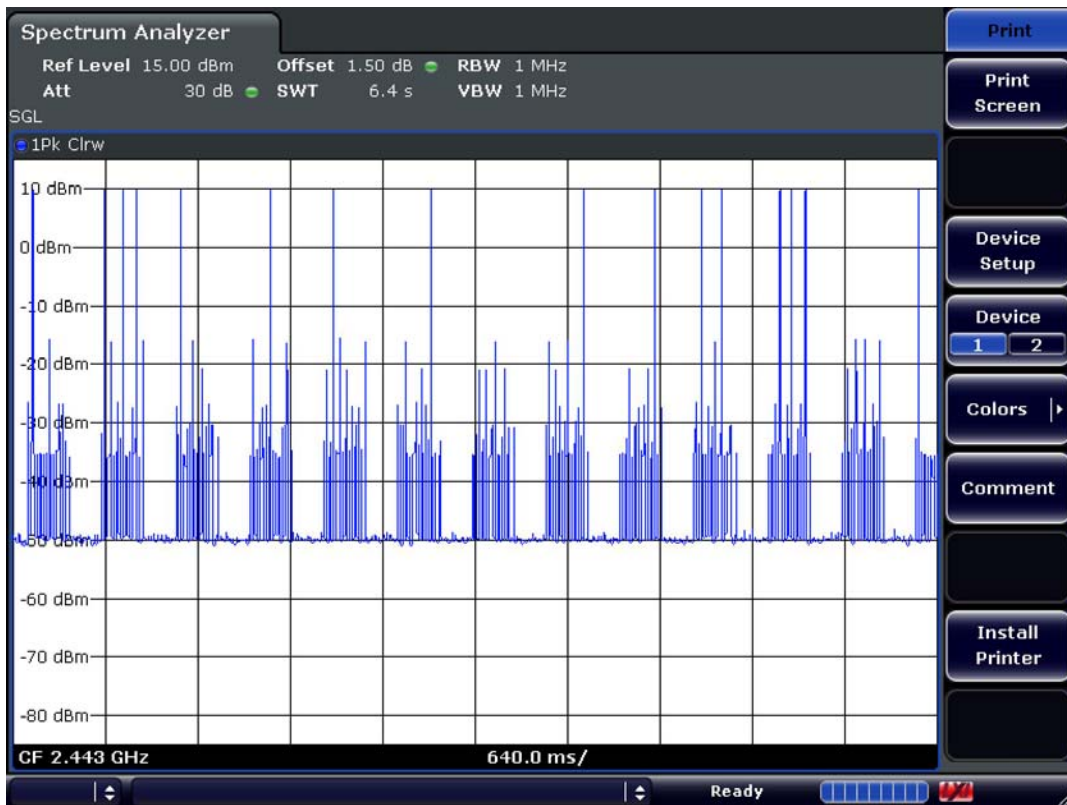 Spectrum Analyzer
Ref Level 15.00 dBm Offset 1.50 dB RBW 1 MHz
Att 30 dB SWT 6.4 s VBW 1 MHz
SGL
1Pk Clrw
10 dBm
0 dBm
-10 dBm
-20 dBm
-30 dBm
-40 dBm
-50 dBm
-60 dBm
-70 dBm
-80 dBm
CF 2.443 GHz 640.0 ms/
Print
Print
Screen
Device
Setup
Device
1 2
Colors
Comment
Install
Printer
Ready